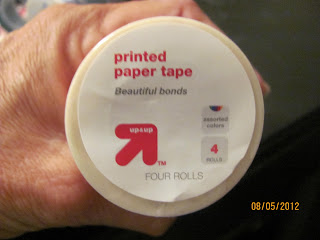 printed
paper tape
Beautiful bonds
assorted
colors
up&up
4
ROLLS
TM
FOUR ROLLS
08/05/2012